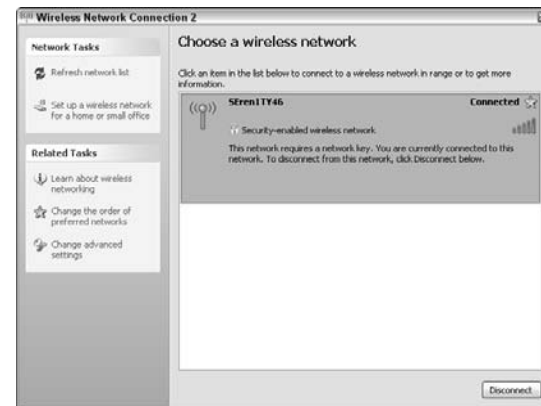 Wireless Network Connection 2
Network Tasks
Refresh network list
Set up a wireless network
for a home or small office
Related Tasks
Learn about wireless
networking
Change the order of
preferred networks
Change advanced
settings
Choose a wireless network
Click an item in the list below to connect to a wireless network in range or to get more
information.
SEren1TY46 Connected
Security-enabled wireless network
This network requires a network key. You are currently connected to this
network. To disconnect from this network, click Disconnect below.
Disconnect